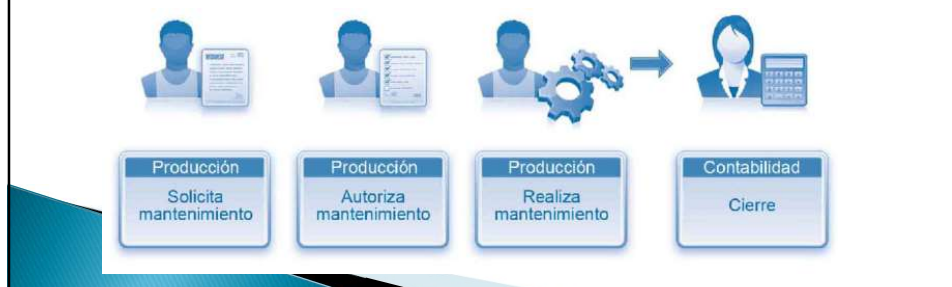 Producción
Solicita
mantenimiento
Producción
Autoriza
mantenimiento
Producción
Realiza
mantenimiento
Contabilidad
Cierre